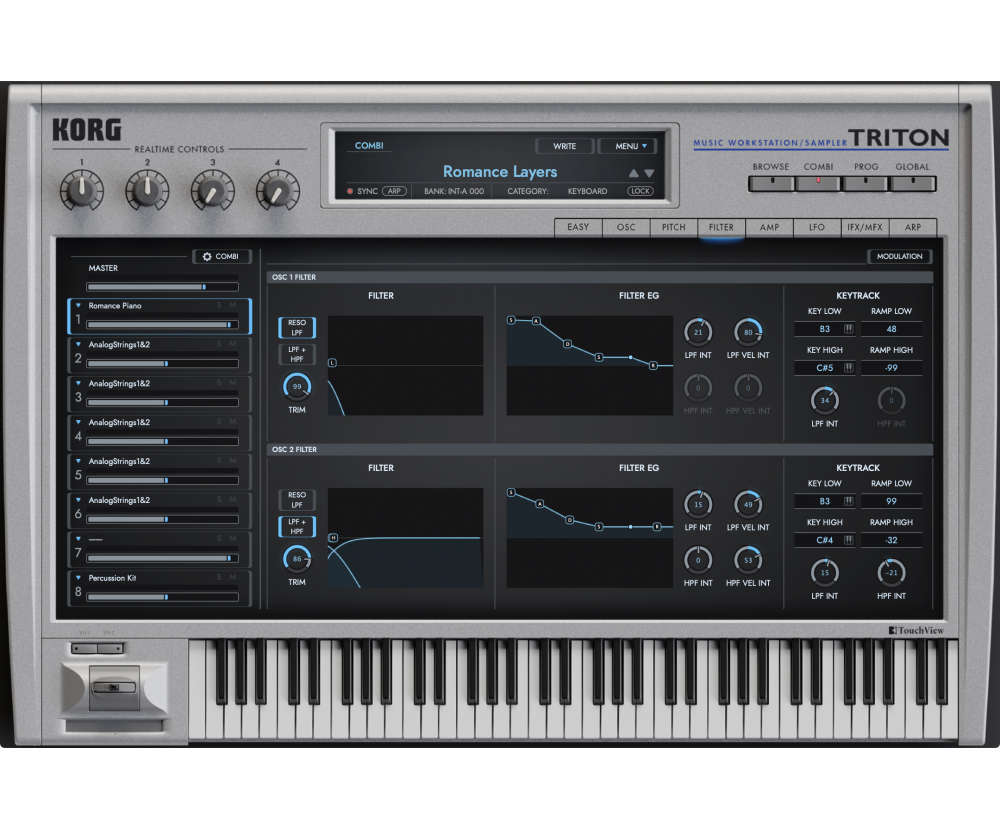 KORG
REALTIME CONTROLS
1 2 3 4
COMBI WRITE MENU
Romance Layers
SYNC ARP BANK: INT-A 000 CATEGORY: KEYBOARD LOCK
MUSIC WORKSTATION/SAMPLER TRITON
BROWSE COMBI PROG GLOBAL
EASY OSC PITCH FILTER AMP LFO IFX/MFX ARP
COMBI
MASTER
1 Romance Piano S M
2 AnalogStrings1&2 S M
3 AnalogStrings1&2 S M
4 AnalogStrings1&2 S M
5 AnalogStrings1&2 S M
6 AnalogStrings1&2 S M
7 — S M
8 Percussion Kit S M
MODULATION
OSC 1 FILTER
FILTER
RESO
LPF
LPF +
HPF
99
TRIM
L
FILTER EG
S A D S R
21 80
LPF INT LPF VEL INT
0 0
HPF INT HPF VEL INT
KEYTRACK
KEY LOW RAMP LOW
B3 48
KEY HIGH RAMP HIGH
C#5 -99
34 0
LPF INT HPF INT
OSC 2 FILTER
FILTER
RESO
LPF
LPF +
HPF
86
TRIM
H
FILTER EG
S A D S R
15 49
LPF INT LPF VEL INT
0 53
HPF INT HPF VEL INT
KEYTRACK
KEY LOW RAMP LOW
B3 99
KEY HIGH RAMP HIGH
C#4 -32
15 -21
LPF INT HPF INT
TouchView
SW1 SW2